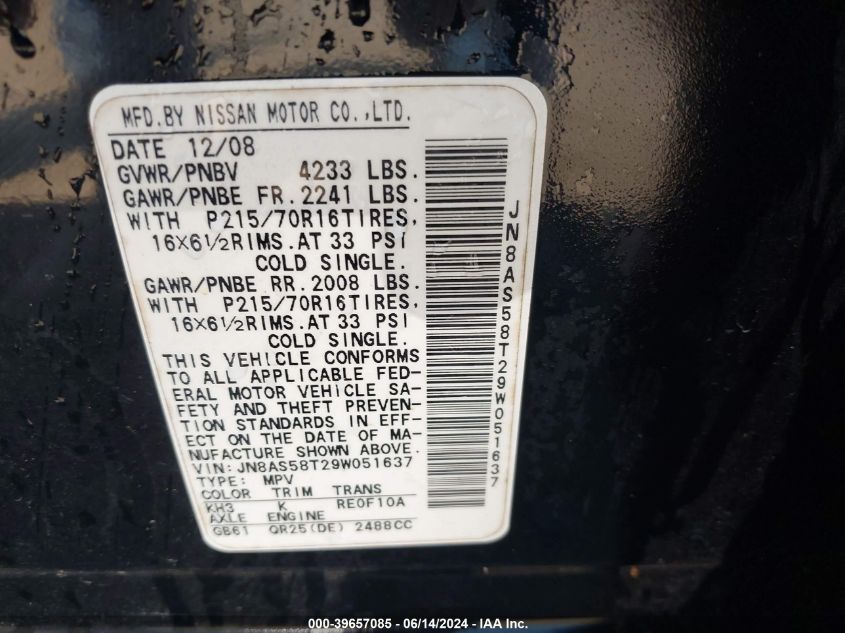 MFD.BY NISSAN MOTOR CO.,LTD.
DATE 12/08
GVWR/PNBV 4233 LBS.
GAWR/PNBE FR.2241 LBS.
WITH P215/70R16TIRES,
16X6½RIMS.AT 33 PSI
COLD SINGLE.
GAWR/PNBE RR.2008 LBS.
WITH P215/70R16TIRES,
16X6½RIMS.AT 33 PSI
COLD SINGLE.
THIS VEHICLE CONFORMS
TO ALL APPLICABLE FED-
ERAL MOTOR VEHICLE SA-
FETY AND THEFT PREVEN-
TION STANDARDS IN EFF-
ECT ON THE DATE OF MA-
NUFACTURE SHOWN ABOVE.
VIN: JN8AS58T29W051637
TYPE: MPV
COLOR TRIM TRANS
KH3 K RE0F10A
AXLE ENGINE
GB61 QR25(DE) 2488CC
JN8AS58T29W051637
000-39657085 - 06/14/2024 - IAA Inc.